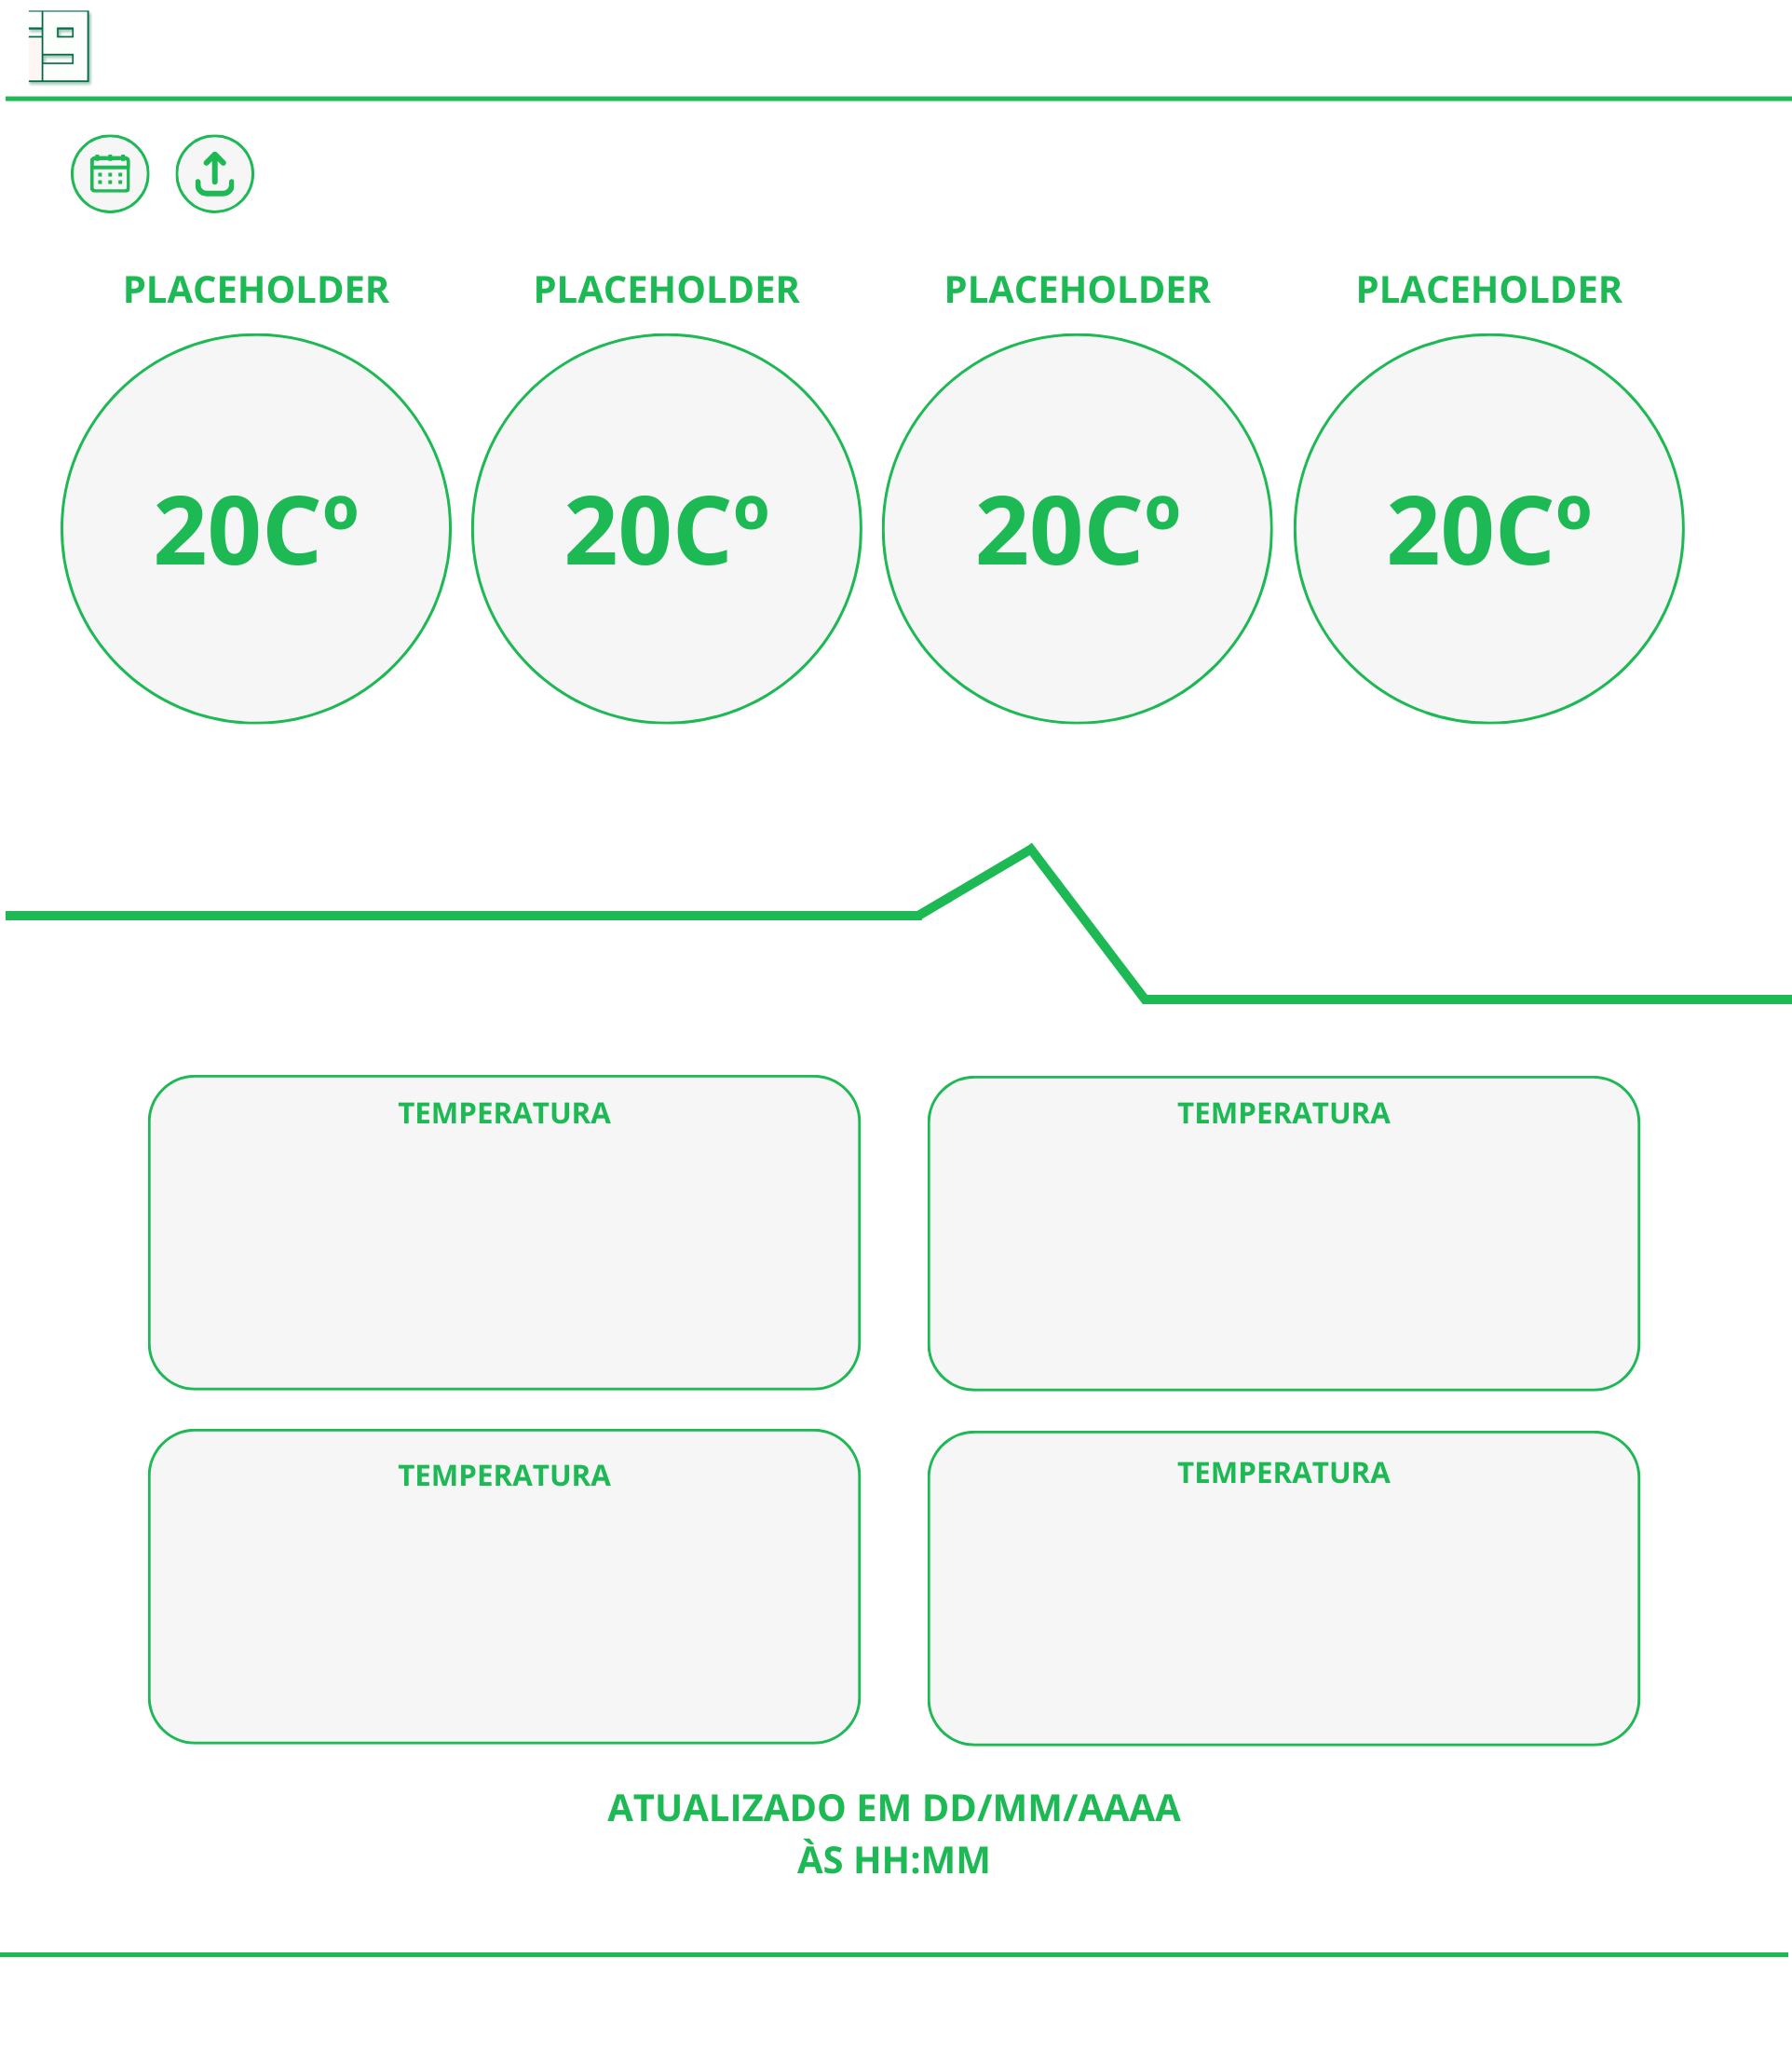 PLACEHOLDER PLACEHOLDER PLACEHOLDER PLACEHOLDER
20Cº 20Cº 20Cº 20Cº
TEMPERATURA TEMPERATURA
TEMPERATURA TEMPERATURA
ATUALIZADO EM DD/MM/AAAA
ÀS HH:MM